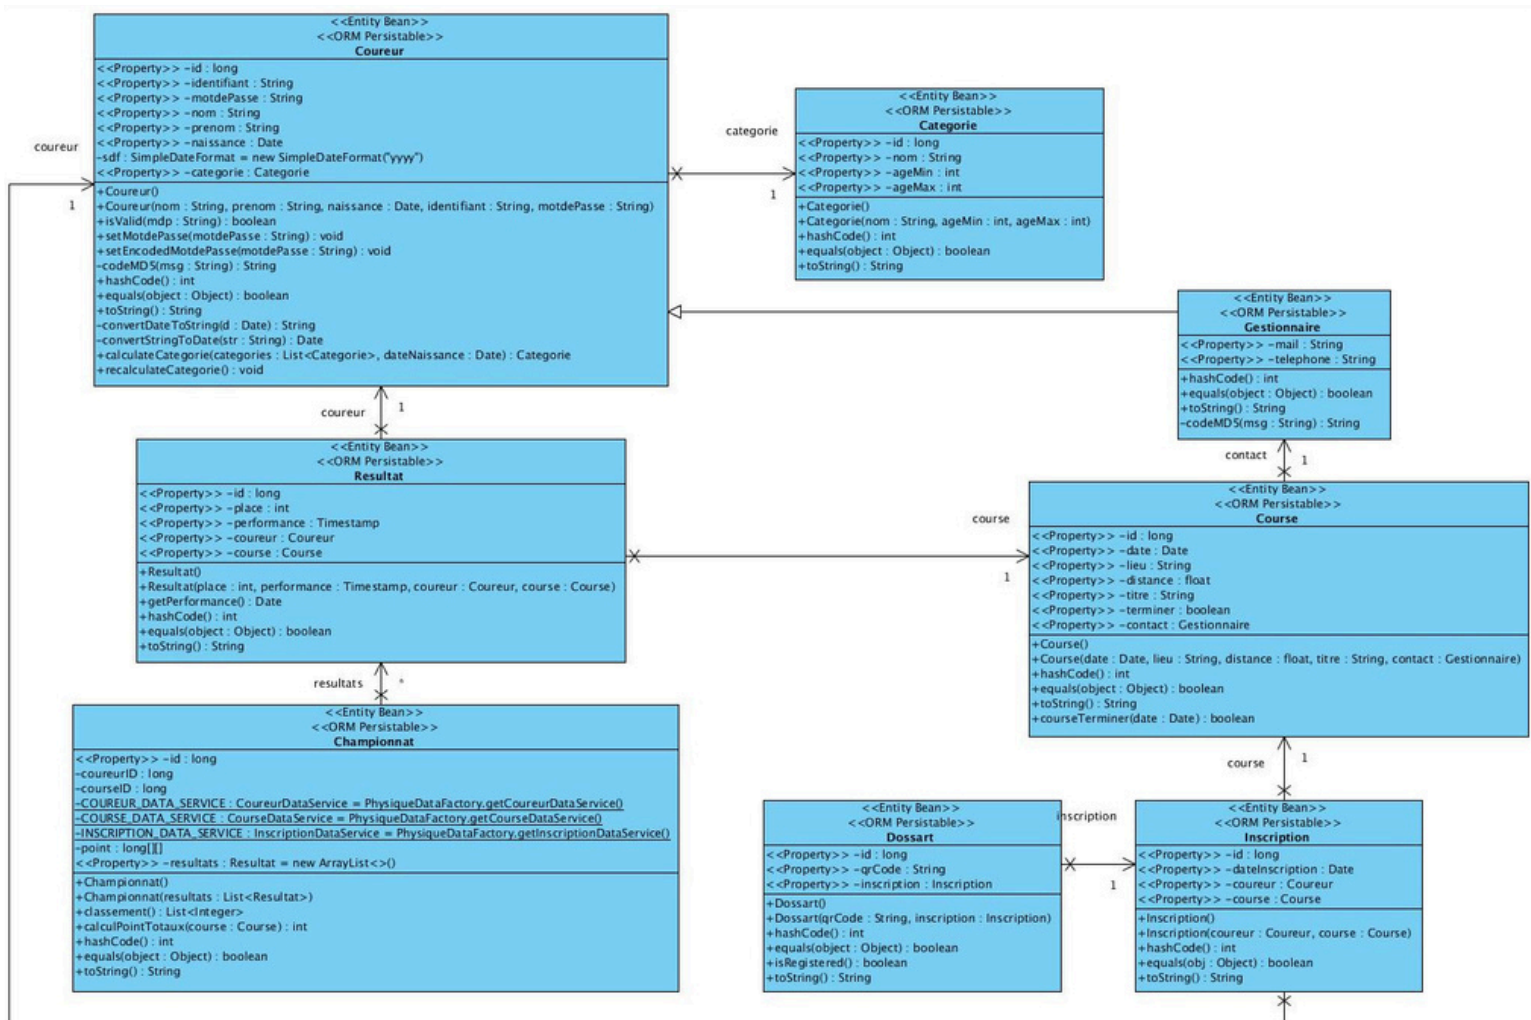 <<Entity Bean>>
<<ORM Persistable>>
Coureur
<<Property>> -id : long
<<Property>> -identifiant : String
<<Property>> -motdePasse : String
<<Property>> -nom : String
<<Property>> -prenom : String
<<Property>> -naissance : Date
-sdf : SimpleDateFormat = new SimpleDateFormat("yyyy")
<<Property>> -categorie : Categorie
+Coureur()
+Coureur(nom : String, prenom : String, naissance : Date, identifiant : String, motdePasse : String)
+isValid(mdp : String) : boolean
+setMotdePasse(motdePasse : String) : void
+setEncodedMotdePasse(motdePasse : String) : void
-codeMD5(msg : String) : String
+hashCode() : int
+equals(object : Object) : boolean
+toString() : String
-convertDateToString(d : Date) : String
-convertStringToDate(str : String) : Date
+calculateCategorie(categories : List<Categorie>, dateNaissance : Date) : Categorie
+recalculateCategorie() : void
coureur
1
categorie
1
<<Entity Bean>>
<<ORM Persistable>>
Categorie
<<Property>> -id : long
<<Property>> -nom : String
<<Property>> -ageMin : int
<<Property>> -ageMax : int
+Categorie()
+Categorie(nom : String, ageMin : int, ageMax : int)
+hashCode() : int
+equals(object : Object) : boolean
+toString() : String
<<Entity Bean>>
<<ORM Persistable>>
Gestionnaire
<<Property>> -mail : String
<<Property>> -telephone : String
+hashCode() : int
+equals(object : Object) : boolean
+toString() : String
-codeMD5(msg : String) : String
coureur
1
contact
1
<<Entity Bean>>
<<ORM Persistable>>
Resultat
<<Property>> -id : long
<<Property>> -place : int
<<Property>> -performance : Timestamp
<<Property>> -coureur : Coureur
<<Property>> -course : Course
+Resultat()
+Resultat(place : int, performance : Timestamp, coureur : Coureur, course : Course)
+getPerformance() : Date
+hashCode() : int
+equals(object : Object) : boolean
+toString() : String
course
1
<<Entity Bean>>
<<ORM Persistable>>
Course
<<Property>> -id : long
<<Property>> -date : Date
<<Property>> -lieu : String
<<Property>> -distance : float
<<Property>> -titre : String
<<Property>> -terminer : boolean
<<Property>> -contact : Gestionnaire
+Course()
+Course(date : Date, lieu : String, distance : float, titre : String, contact : Gestionnaire)
+hashCode() : int
+equals(object : Object) : boolean
+toString() : String
+courseTerminer(date : Date) : boolean
resultats
*
<<Entity Bean>>
<<ORM Persistable>>
Championnat
<<Property>> -id : long
-coureurID : long
-courseID : long
-COUREUR_DATA_SERVICE : CoureurDataService = PhysiqueDataFactory.getCoureurDataService()
-COURSE_DATA_SERVICE : CourseDataService = PhysiqueDataFactory.getCourseDataService()
-INSCRIPTION_DATA_SERVICE : InscriptionDataService = PhysiqueDataFactory.getInscriptionDataService()
-point : long[][]
<<Property>> -resultats : Resultat = new ArrayList<>()
+Championnat()
+Championnat(resultats : List<Resultat>)
+classement() : List<Integer>
+calculPointTotaux(course : Course) : int
+hashCode() : int
+equals(object : Object) : boolean
+toString() : String
course
1
<<Entity Bean>>
<<ORM Persistable>>
Dossart
<<Property>> -id : long
<<Property>> -qrCode : String
<<Property>> -inscription : Inscription
+Dossart()
+Dossart(qrCode : String, inscription : Inscription)
+hashCode() : int
+equals(object : Object) : boolean
+isRegistered() : boolean
+toString() : String
inscription
1
<<Entity Bean>>
<<ORM Persistable>>
Inscription
<<Property>> -id : long
<<Property>> -dateInscription : Date
<<Property>> -coureur : Coureur
<<Property>> -course : Course
+Inscription()
+Inscription(coureur : Coureur, course : Course)
+hashCode() : int
+equals(obj : Object) : boolean
+toString() : String